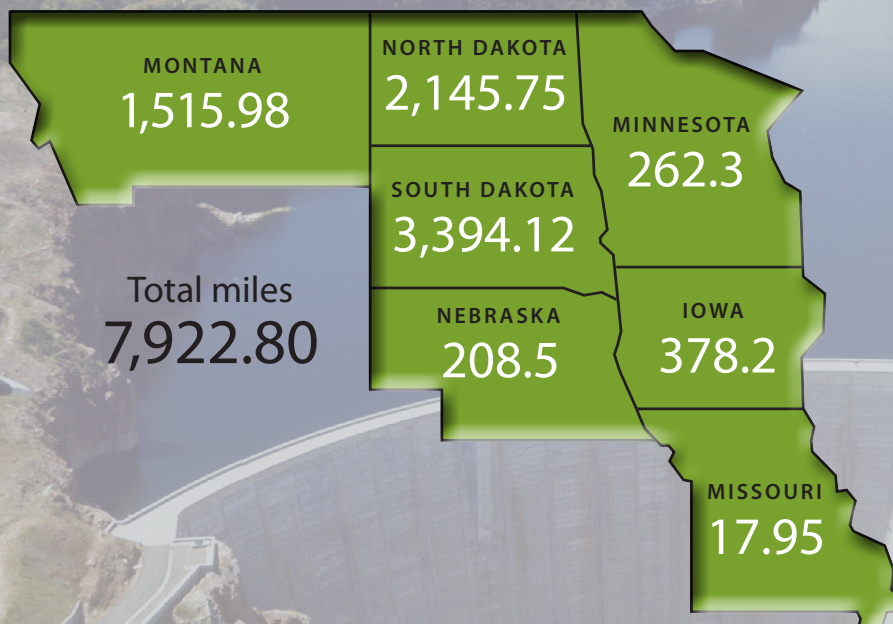 MONTANA
1,515.98
NORTH DAKOTA
2,145.75
MINNESOTA
262.3
SOUTH DAKOTA
3,394.12
Total miles
7,922.80
NEBRASKA
208.5
IOWA
378.2
MISSOURI
17.95